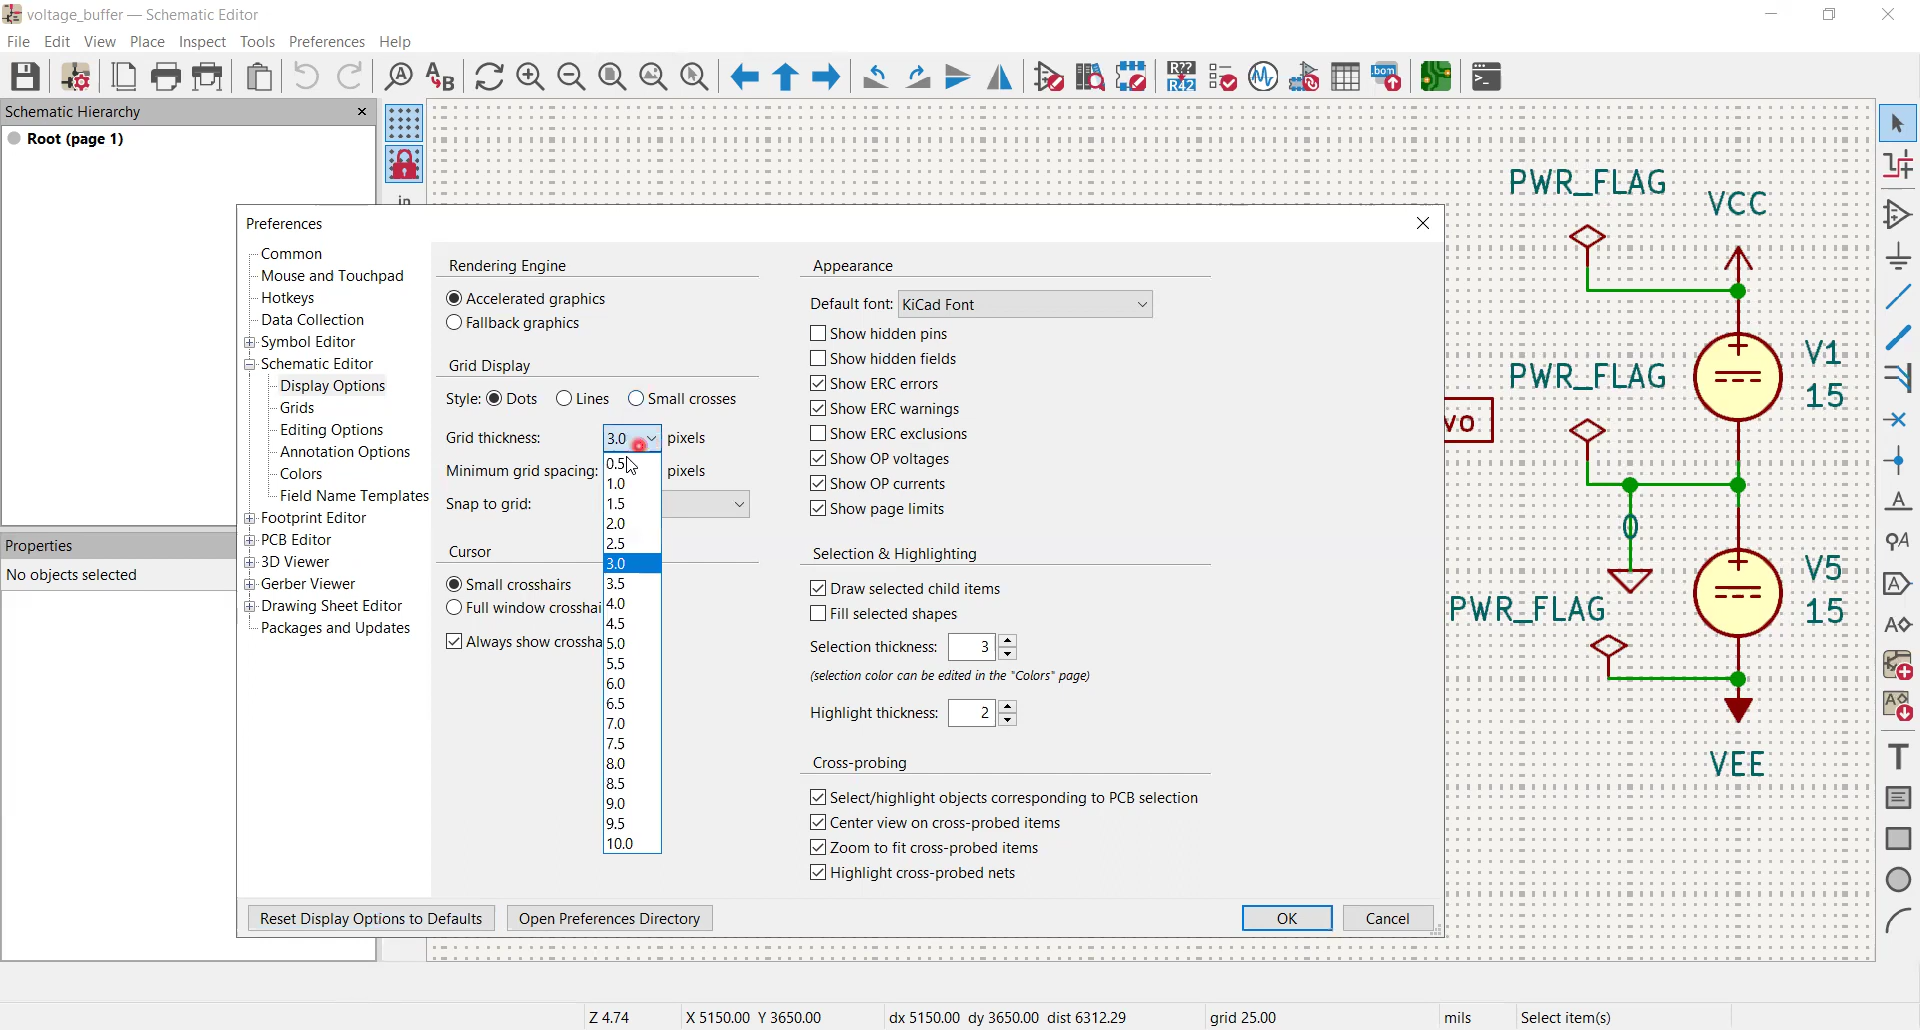 voltage_buffer — Schematic Editor
File Edit View Place Inspect Tools Preferences Help
Schematic Hierarchy
Root (page 1)
in
Properties
No objects selected
Preferences
Common
Mouse and Touchpad
Hotkeys
Data Collection
Symbol Editor
Schematic Editor
Display Options
Grids
Editing Options
Annotation Options
Colors
Field Name Templates
Footprint Editor
PCB Editor
3D Viewer
Gerber Viewer
Drawing Sheet Editor
Packages and Updates
Rendering Engine
Accelerated graphics
Fallback graphics
Grid Display
Style: Dots Lines Small crosses
Grid thickness: 3.0 pixels
Minimum grid spacing: pixels
Snap to grid:
0.5
1.0
1.5
2.0
2.5
3.0
3.5
4.0
4.5
5.0
5.5
6.0
6.5
7.0
7.5
8.0
8.5
9.0
9.5
10.0
Cursor
Small crosshairs
Full window crosshai
Always show crossha
Appearance
Default font: KiCad Font
Show hidden pins
Show hidden fields
Show ERC errors
Show ERC warnings
Show ERC exclusions
Show OP voltages
Show OP currents
Show page limits
Selection & Highlighting
Draw selected child items
Fill selected shapes
Selection thickness: 3
(selection color can be edited in the "Colors" page)
Highlight thickness: 2
Cross-probing
Select/highlight objects corresponding to PCB selection
Center view on cross-probed items
Zoom to fit cross-probed items
Highlight cross-probed nets
Reset Display Options to Defaults
Open Preferences Directory
OK
Cancel
PWR_FLAG
VCC
V1
15
PWR_FLAG
vo
0
V5
15
PWR_FLAG
VEE
Z 4.74 X 5150.00 Y 3650.00 dx 5150.00 dy 3650.00 dist 6312.29 grid 25.00 mils Select item(s)